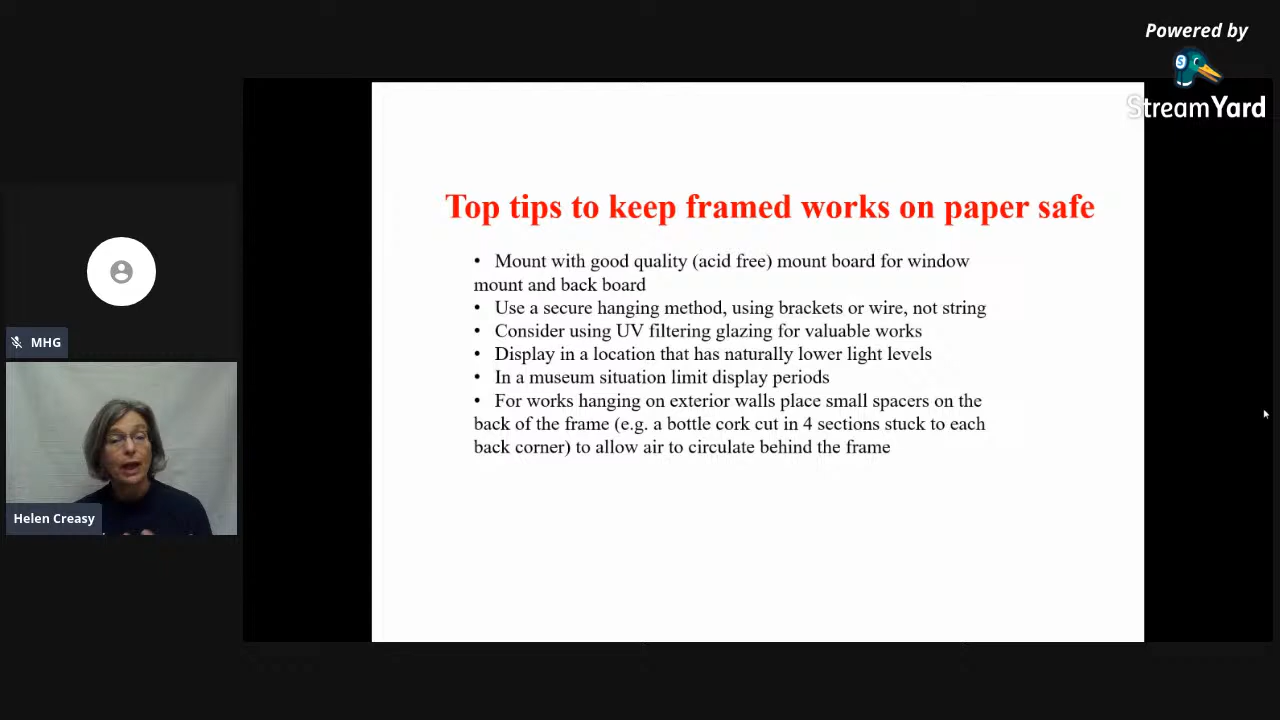 Powered by
StreamYard
Top tips to keep framed works on paper safe
• Mount with good quality (acid free) mount board for window
mount and back board
• Use a secure hanging method, using brackets or wire, not string
• Consider using UV filtering glazing for valuable works
• Display in a location that has naturally lower light levels
• In a museum situation limit display periods
• For works hanging on exterior walls place small spacers on the
back of the frame (e.g. a bottle cork cut in 4 sections stuck to each
back corner) to allow air to circulate behind the frame
MHG
Helen Creasy